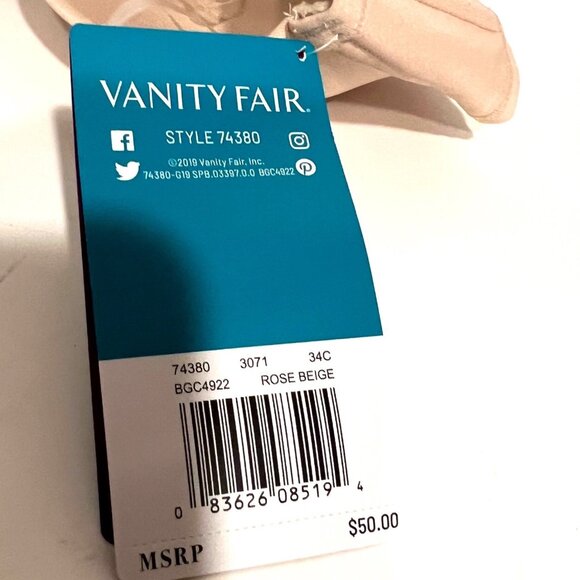 VANITY FAIR®
STYLE 74380
©2019 Vanity Fair, Inc.
74380-G19 SPB.03397.0.0 BGC4922
74380 3071 34C
BGC4922 ROSE BEIGE
0 83626 08519 4
MSRP $50.00